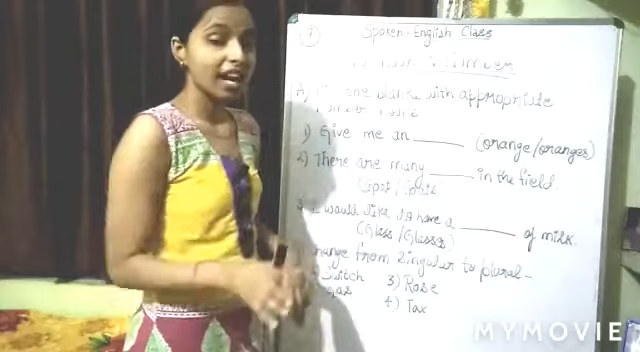 7 Spoken-English Class
Number
A) the blanks with appropriate
1) Give me an ______ (orange/oranges)
2) There are many ______ in the field.
3 I would like to have a ______ of milk.
(Glass/Glasses)
from Singular to plural-
Switch 3) Rose
4) Tax
MYMOVIE